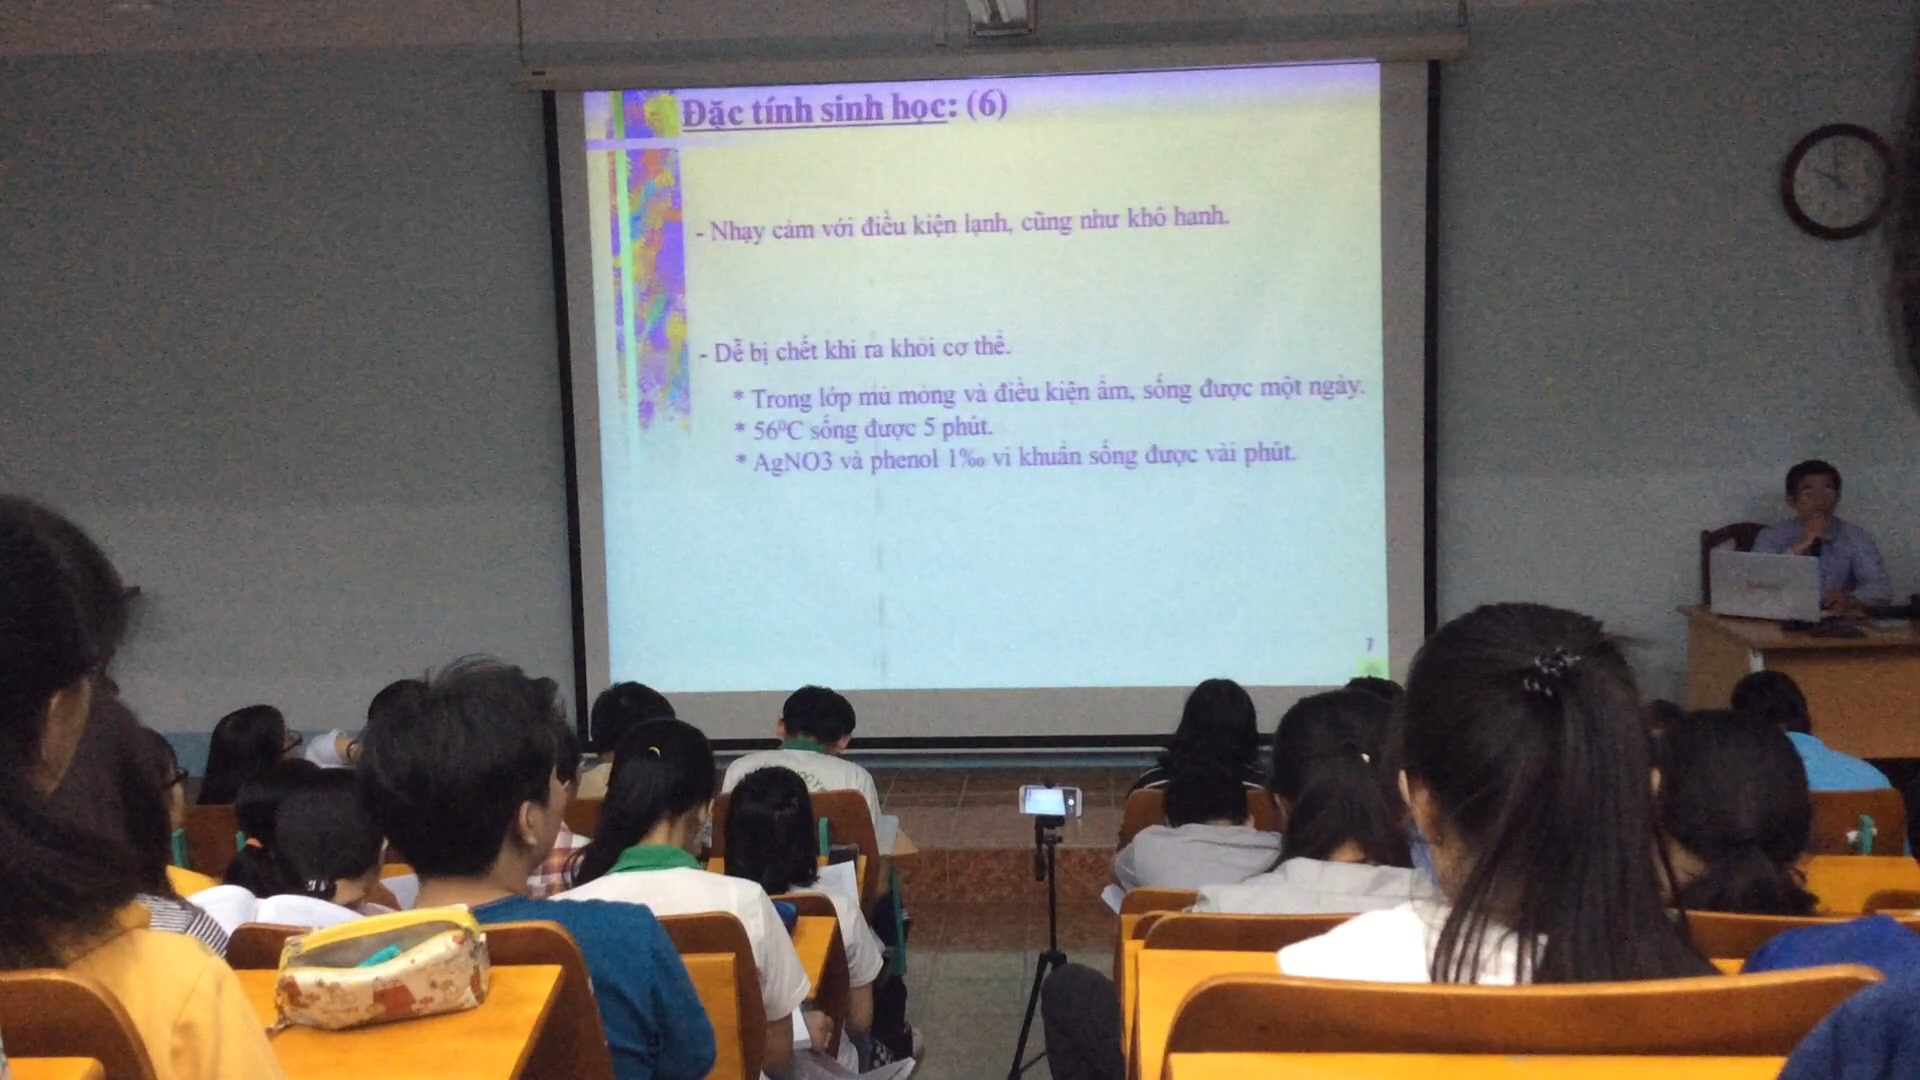 Đặc tính sinh học: (6)
- Nhạy cảm với điều kiện lạnh, cũng như khô hanh.
- Dễ bị chết khi ra khỏi cơ thể.
* Trong lớp mủ mỏng và điều kiện ẩm, sống được một ngày.
* 56⁰C sống được 5 phút.
* AgNO3 và phenol 1‰ vi khuẩn sống được vài phút.
7